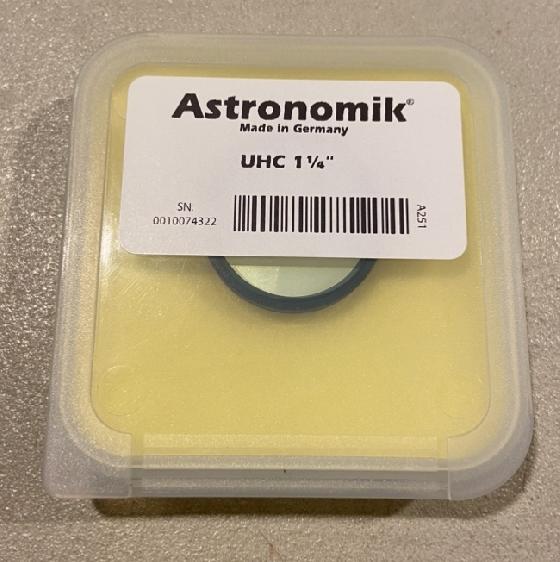 Astronomik®
Made in Germany
UHC 1¼"
SN.
0010074322
A251